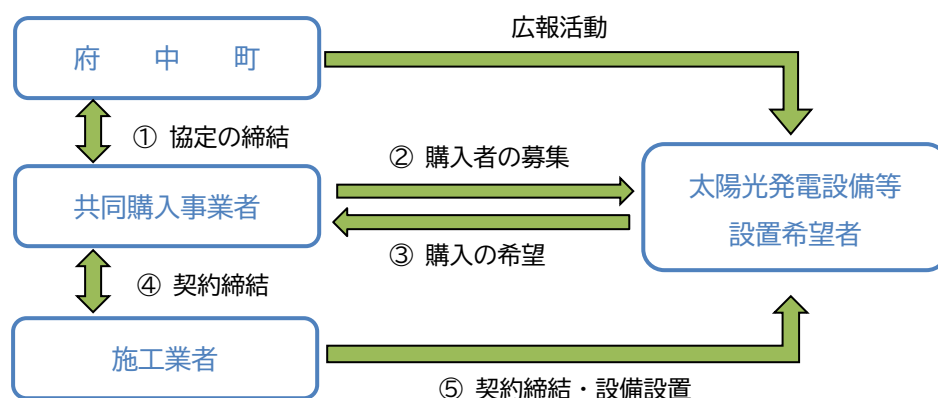 広報活動
府　中　町
① 協定の締結
② 購入者の募集
共同購入事業者
太陽光発電設備等
設置希望者
③ 購入の希望
④ 契約締結
施工業者
⑤ 契約締結・設備設置